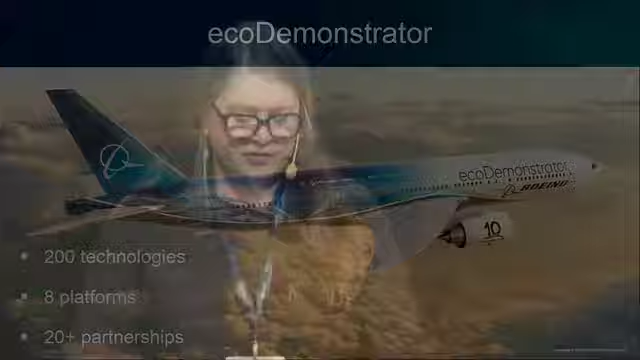 ecoDemonstrator
ecoDemonstrator
BOEING
10
200 technologies
8 platforms
20+ partnerships